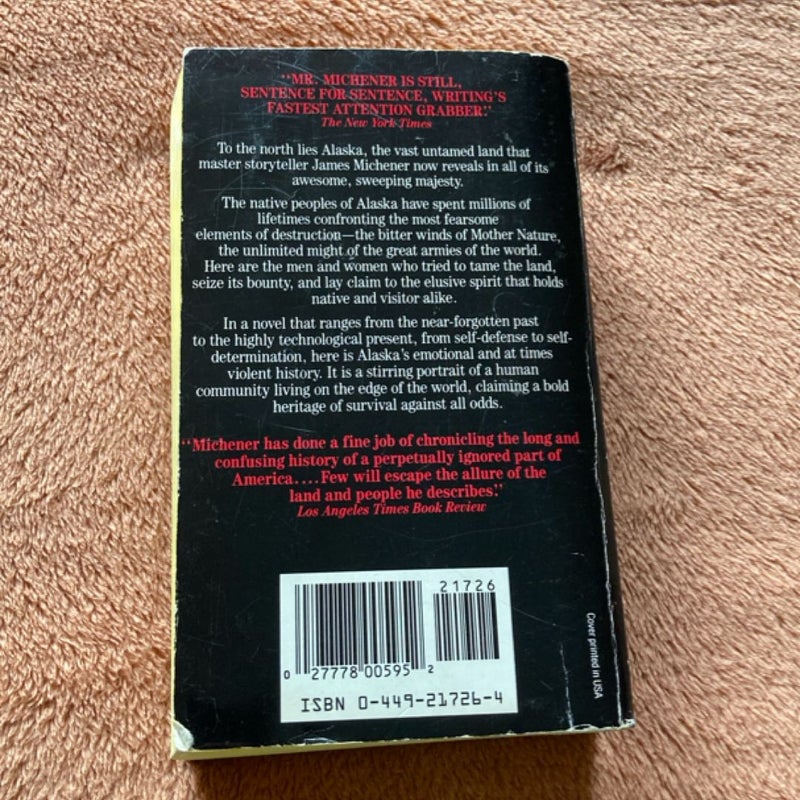 “MR. MICHENER IS STILL,
SENTENCE FOR SENTENCE, WRITING'S
FASTEST ATTENTION GRABBER.”
The New York Times
To the north lies Alaska, the vast untamed land that
master storyteller James Michener now reveals in all of its
awesome, sweeping majesty.
The native peoples of Alaska have spent millions of
lifetimes confronting the most fearsome
elements of destruction—the bitter winds of Mother Nature,
the unlimited might of the great armies of the world.
Here are the men and women who tried to tame the land,
seize its bounty, and lay claim to the elusive spirit that holds
native and visitor alike.
In a novel that ranges from the near-forgotten past
to the highly technological present, from self-defense to self-
determination, here is Alaska's emotional and at times
violent history. It is a stirring portrait of a human
community living on the edge of the world, claiming a bold
heritage of survival against all odds.
“Michener has done a fine job of chronicling the long and
confusing history of a perpetually ignored part of
America....Few will escape the allure of the
land and people he describes.”
Los Angeles Times Book Review
21726
0 27778 00595 2
ISBN 0-449-21726-4
Cover printed in USA